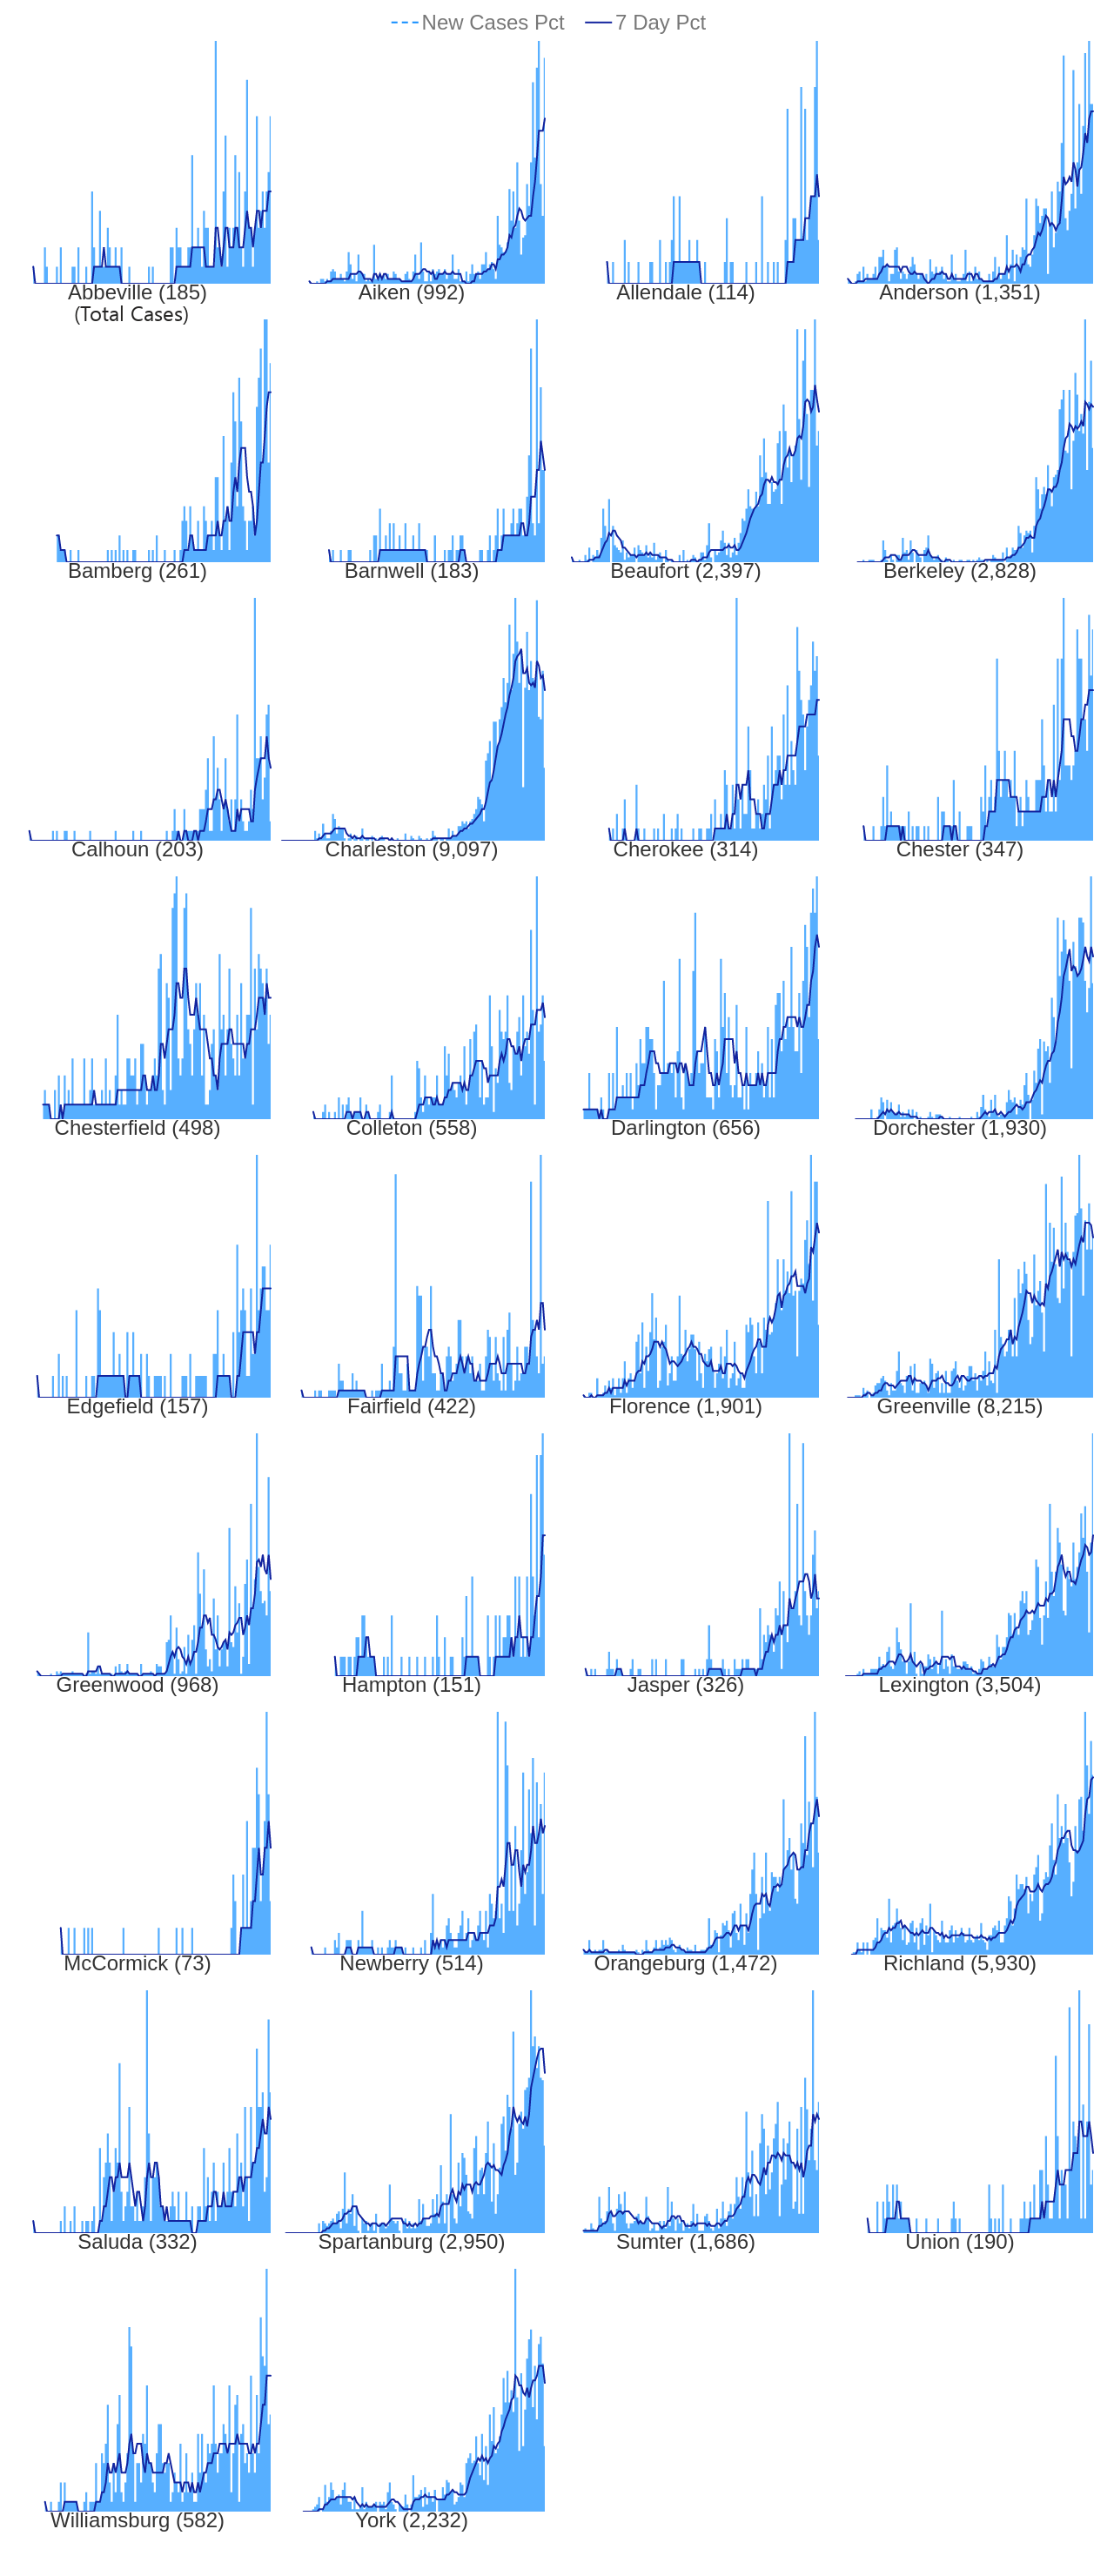 New Cases Pct 7 Day Pct
Abbeville (185) Aiken (992) Allendale (114) Anderson (1,351)
(Total Cases)
Bamberg (261) Barnwell (183) Beaufort (2,397) Berkeley (2,828)
Calhoun (203) Charleston (9,097) Cherokee (314) Chester (347)
Chesterfield (498) Colleton (558) Darlington (656) Dorchester (1,930)
Edgefield (157) Fairfield (422) Florence (1,901) Greenville (8,215)
Greenwood (968) Hampton (151) Jasper (326) Lexington (3,504)
McCormick (73) Newberry (514) Orangeburg (1,472) Richland (5,930)
Saluda (332) Spartanburg (2,950) Sumter (1,686) Union (190)
Williamsburg (582) York (2,232)